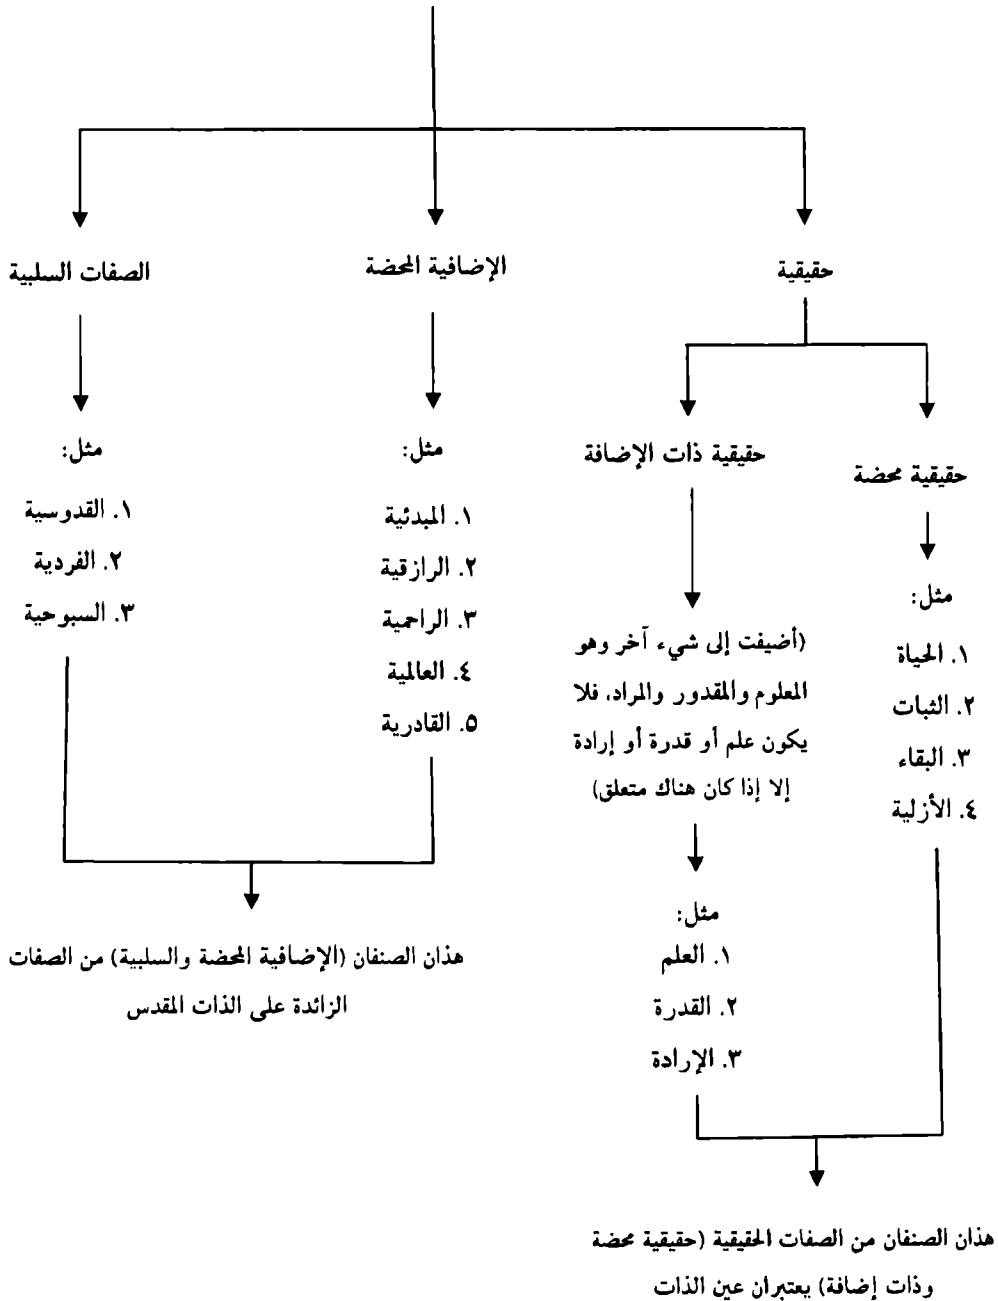 حقيقية
الإضافية المحضة
الصفات السلبية
حقيقية محضة
مثل:
١. الحياة
٢. الثبات
٣. البقاء
٤. الأزلية
حقيقية ذات الإضافة
(أضيفت إلى شيء آخر وهو
المعلوم والمقدور والمراد، فلا
يكون علم أو قدرة أو إرادة
إلا إذا كان هناك متعلق)
مثل:
١. العلم
٢. القدرة
٣. الإرادة
هذان الصنفان من الصفات الحقيقية (حقيقية محضة
وذات إضافة) يعتبران عين الذات
مثل:
١. المبدئية
٢. الرازقية
٣. الراحمية
٤. العالمية
٥. القادرية
مثل:
١. القدوسية
٢. الفردية
٣. السبوحية
هذان الصنفان (الإضافية المحضة والسلبية) من الصفات
الزائدة على الذات المقدس